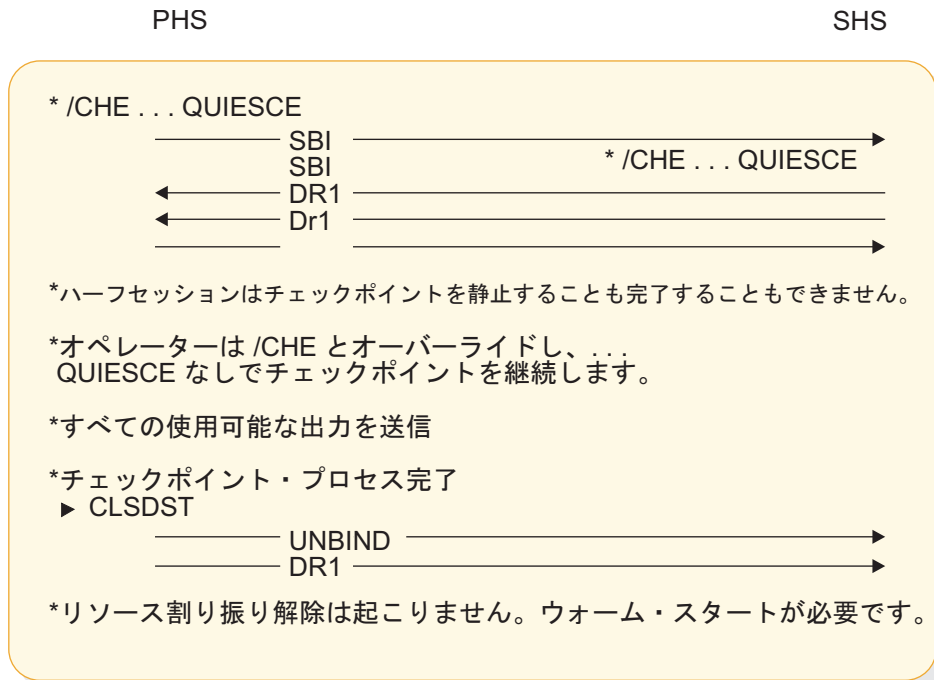 PHS SHS
* /CHE . . . QUIESCE
SBI
SBI * /CHE . . . QUIESCE
DR1
Dr1
*ハーフセッションはチェックポイントを静止することも完了することもできません。
*オペレーターは /CHE とオーバーライドし、. . .
QUIESCE なしでチェックポイントを継続します。
*すべての使用可能な出力を送信
*チェックポイント・プロセス完了
▶ CLSDST
UNBIND
DR1
*リソース割り振り解除は起こりません。ウォーム・スタートが必要です。